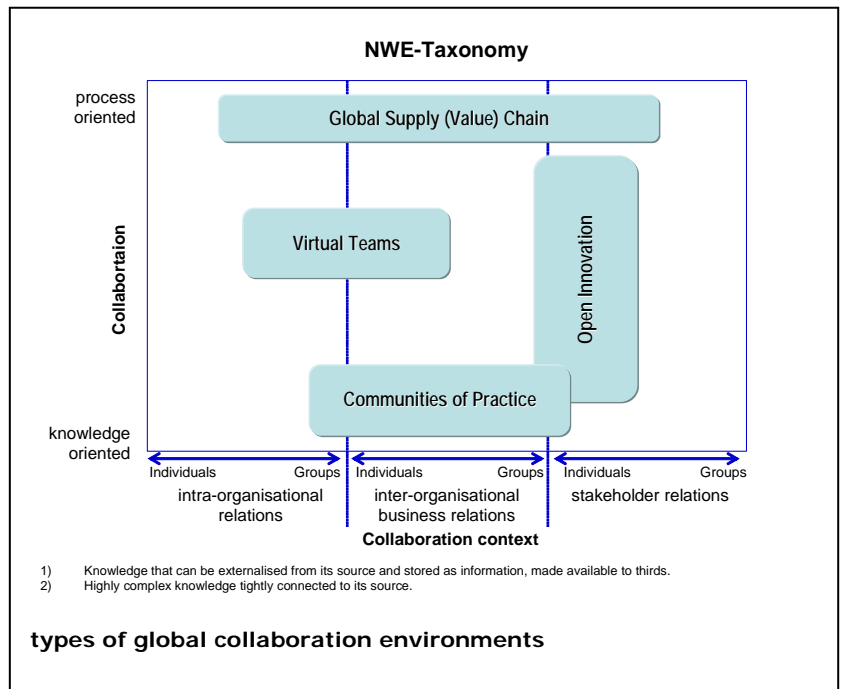 NWE-Taxonomy
process
oriented
Global Supply (Value) Chain
Virtual Teams
Open Innovation
Collabortaion
Communities of Practice
knowledge
oriented
Individuals Groups Individuals Groups Individuals Groups
intra-organisational
relations
inter-organisational
business relations
stakeholder relations
Collaboration context
1) Knowledge that can be externalised from its source and stored as information, made available to thirds.
2) Highly complex knowledge tightly connected to its source.
types of global collaboration environments